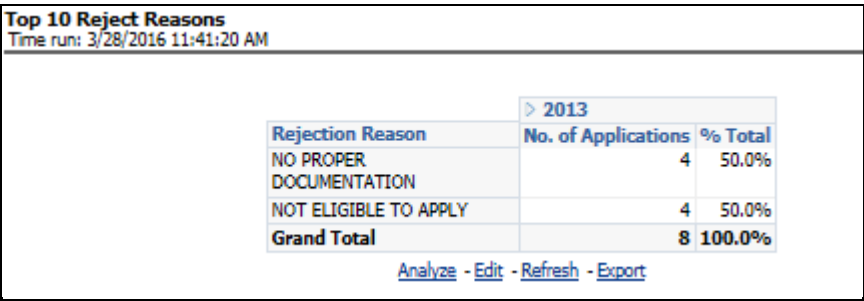 Top 10 Reject Reasons
Time run: 3/28/2016 11:41:20 AM
> 2013
Rejection Reason No. of Applications % Total
NO PROPER 4 50.0%
DOCUMENTATION
NOT ELIGIBLE TO APPLY 4 50.0%
Grand Total 8 100.0%
Analyze - Edit - Refresh - Export